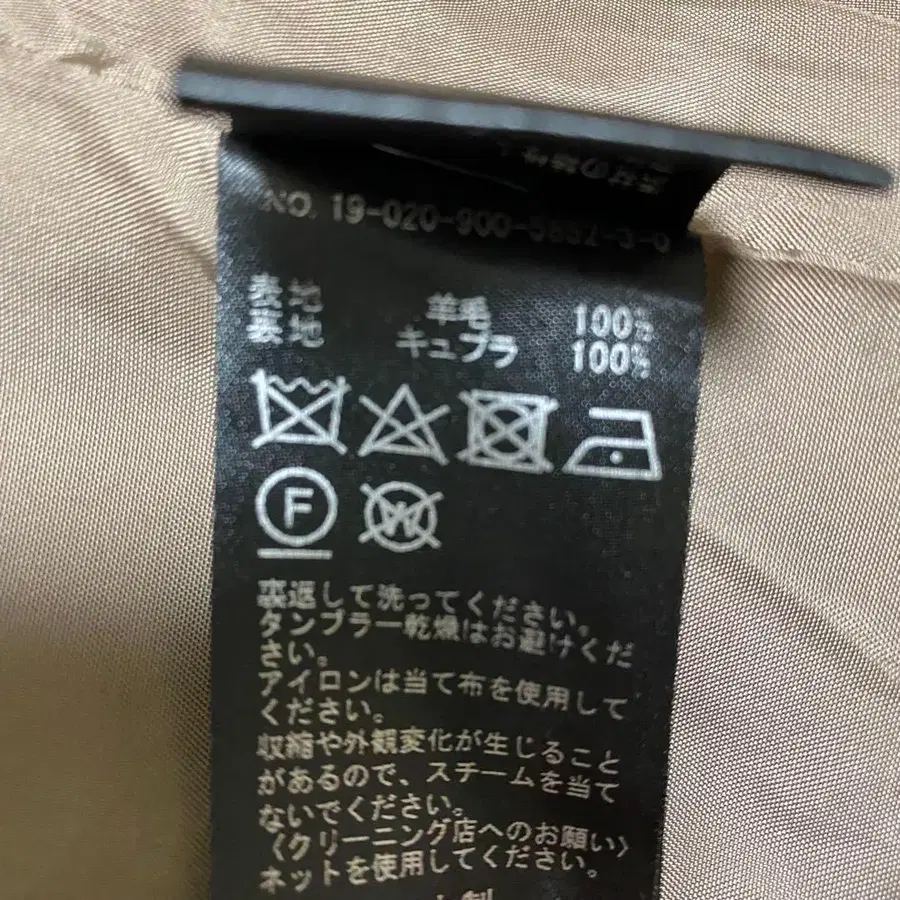 NO. 19-020-900-5852-3-0
表地 羊毛 100%
裏地 キュプラ 100%
F
W
裏返して洗ってください。
タンブラー乾燥はお避けくだ
さい。
アイロンは当て布を使用して
ください。
収縮や外観変化が生じること
があるので、スチームを当て
ないでください。
〈クリーニング店へのお願い〉
ネットを使用してください。